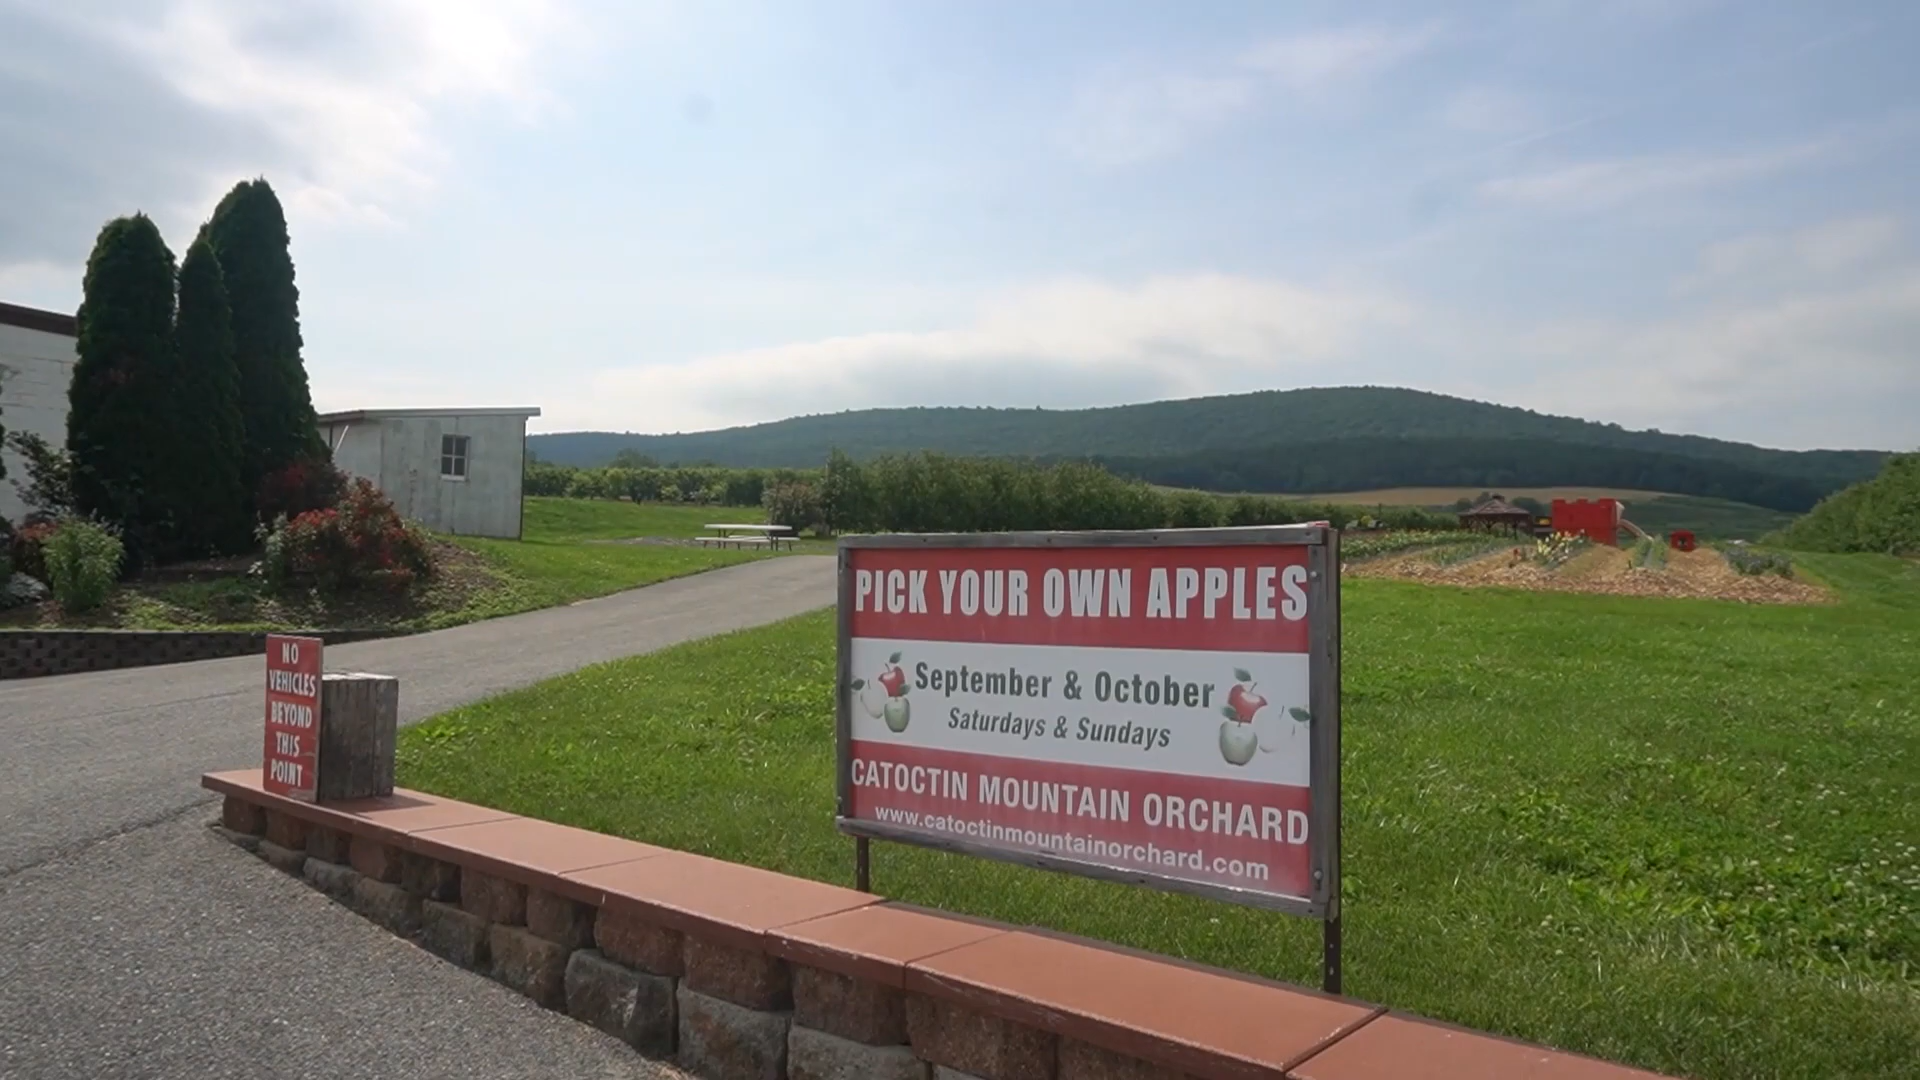 NO
VEHICLES
BEYOND
THIS
POINT
PICK YOUR OWN APPLES
September & October
Saturdays & Sundays
CATOCTIN MOUNTAIN ORCHARD
www.catoctinmountainorchard.com